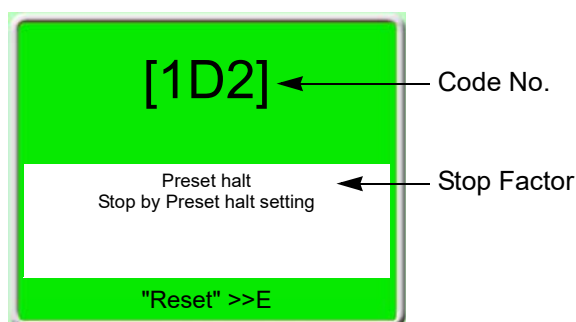 [1D2]
Code No.
Preset halt
Stop Factor
Stop by Preset halt setting
"Reset" >>E